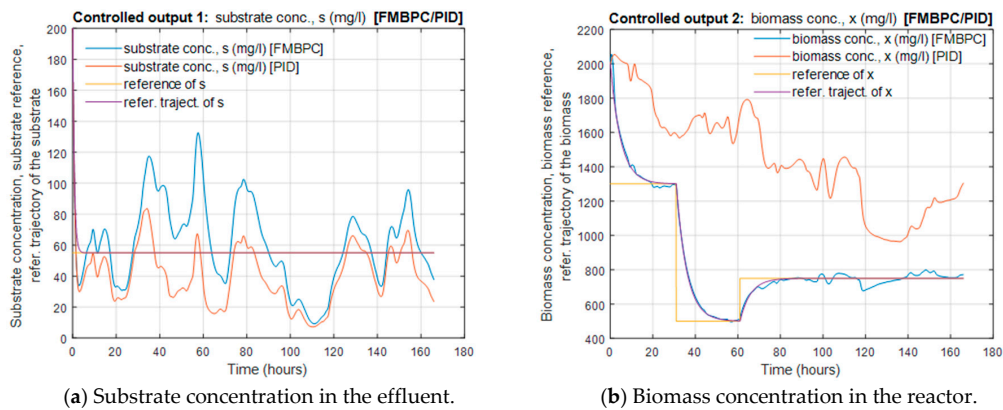 Controlled output 1: substrate conc., s (mg/l) [FMBPC/PID]
Substrate concentration, substrate reference,
refer. trajectory of the substrate
200
180
160
140
120
100
80
60
40
20
0
substrate conc., s (mg/l) [FMBPC]
substrate conc., s (mg/l) [PID]
reference of s
refer. traject. of s
0 20 40 60 80 100 120 140 160 180
Time (hours)
(a) Substrate concentration in the effluent.
Controlled output 2: biomass conc., x (mg/l) [FMBPC/PID]
Biomass concentration, biomass reference,
refer. trajectory of the biomass
2200
2000
1800
1600
1400
1200
1000
800
600
400
biomass conc., x (mg/l) [FMBPC]
biomass conc., x (mg/l) [PID]
reference of x
refer. traject. of x
0 20 40 60 80 100 120 140 160 180
Time (hours)
(b) Biomass concentration in the reactor.